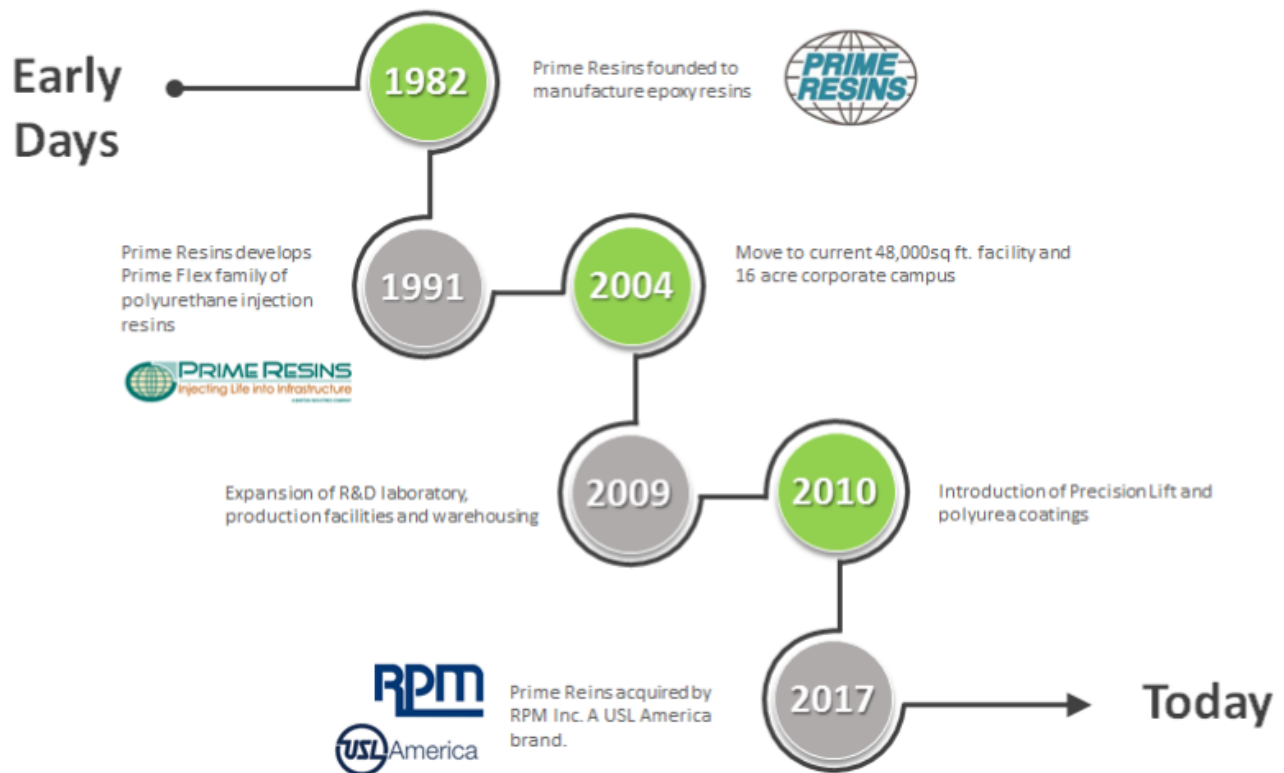 Early
Days
1982
Prime Resins founded to
manufacture epoxy resins
PRIME
RESINS
Prime Resins develops
Prime Flex family of
polyurethane injection
resins
PRIME RESINS
Injecting Life into Infrastructure
1991
2004
Move to current 48,000sq ft. facility and
16 acre corporate campus
Expansion of R&D laboratory,
production facilities and warehousing
2009
2010
Introduction of Precision Lift and
polyurea coatings
RPM
USL America
Prime Reins acquired by
RPM Inc. A USL America
brand.
2017
Today